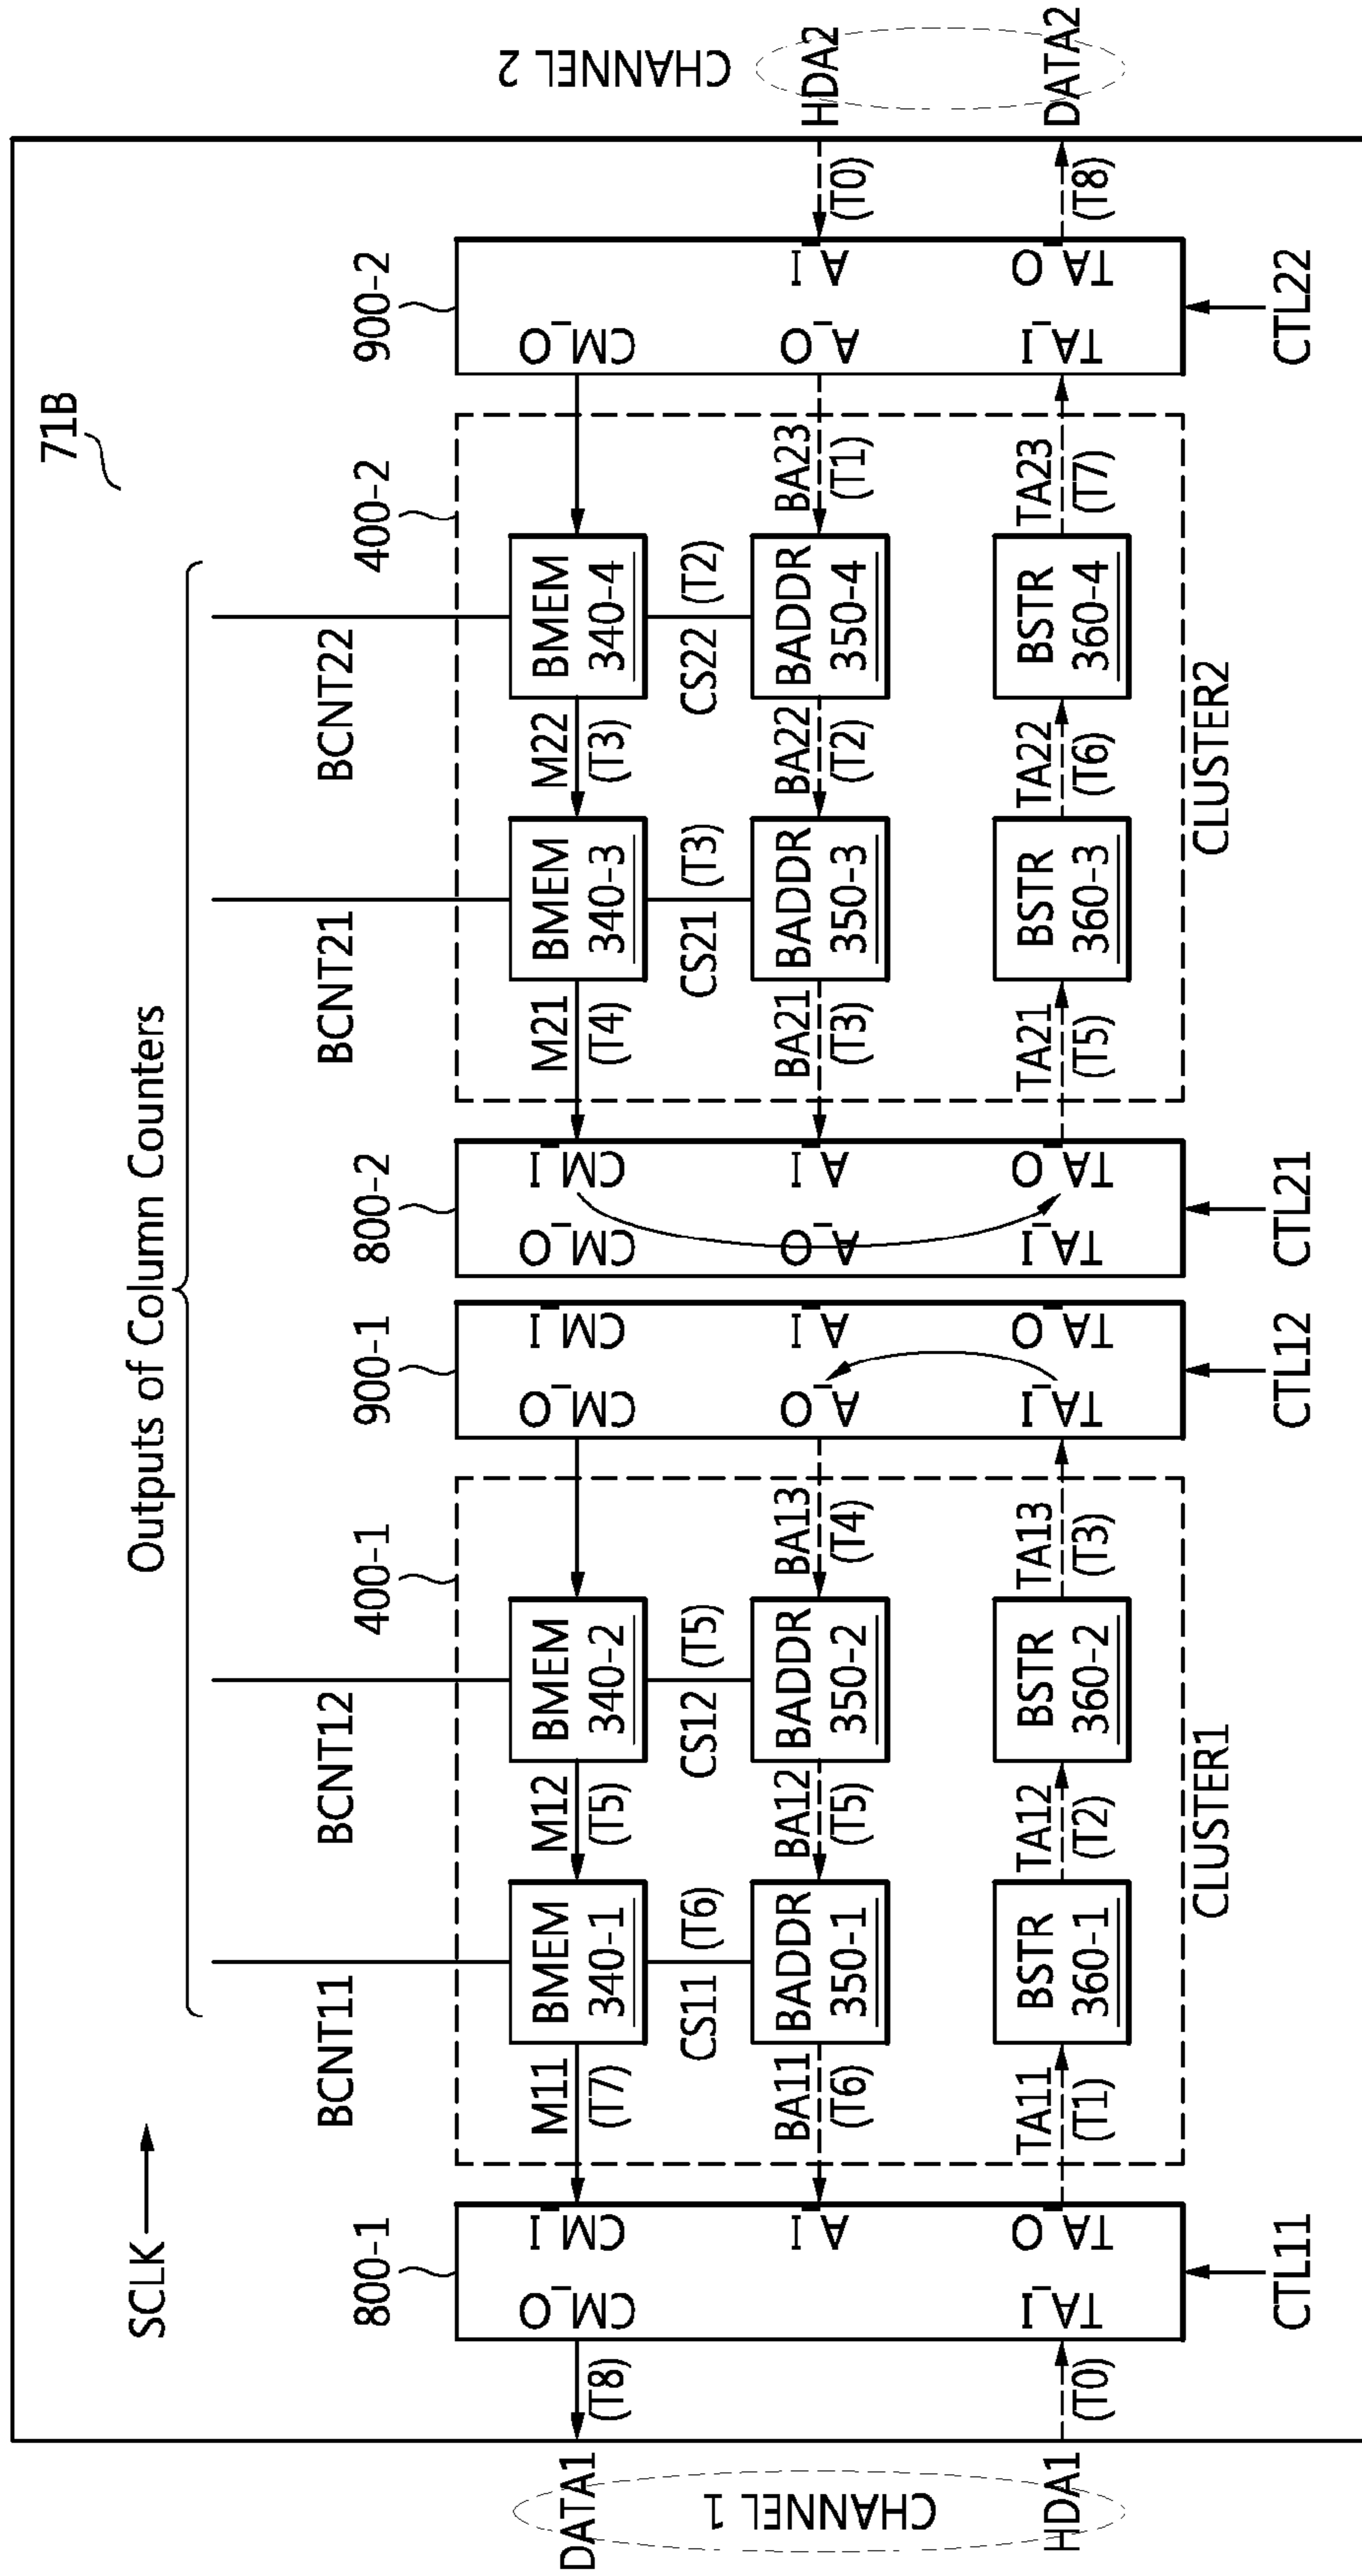 71B
SCLK
Outputs of Column Counters
BCNT11
BCNT12
BCNT21
BCNT22
800-1
400-1
900-1
800-2
400-2
900-2
DATA1
(T8)
CM_O
CM_I
M11
(T7)
BMEM
340-1
M12
(T5)
BMEM
340-2
CM_O
CM_I
CM_O
CM_I
M21
(T4)
BMEM
340-3
M22
(T3)
BMEM
340-4
CM_O
CHANNEL 1
CS11
(T6)
CS12
(T5)
CS21
(T3)
CS22
(T2)
CHANNEL 2
A_I
BA11
(T6)
BADDR
350-1
BA12
(T5)
BADDR
350-2
BA13
(T4)
A_O
A_I
A_O
A_I
BA21
(T3)
BADDR
350-3
BA22
(T2)
BADDR
350-4
BA23
(T1)
A_O
A_I
(T0)
HDA2
HDA1
(T0)
TA_I
TA_O
TA11
(T1)
BSTR
360-1
TA12
(T2)
BSTR
360-2
TA13
(T3)
TA_I
TA_O
TA_I
TA_O
TA21
(T5)
BSTR
360-3
TA22
(T6)
BSTR
360-4
TA23
(T7)
TA_I
TA_O
(T8)
DATA2
CLUSTER1
CLUSTER2
CTL11
CTL12
CTL21
CTL22